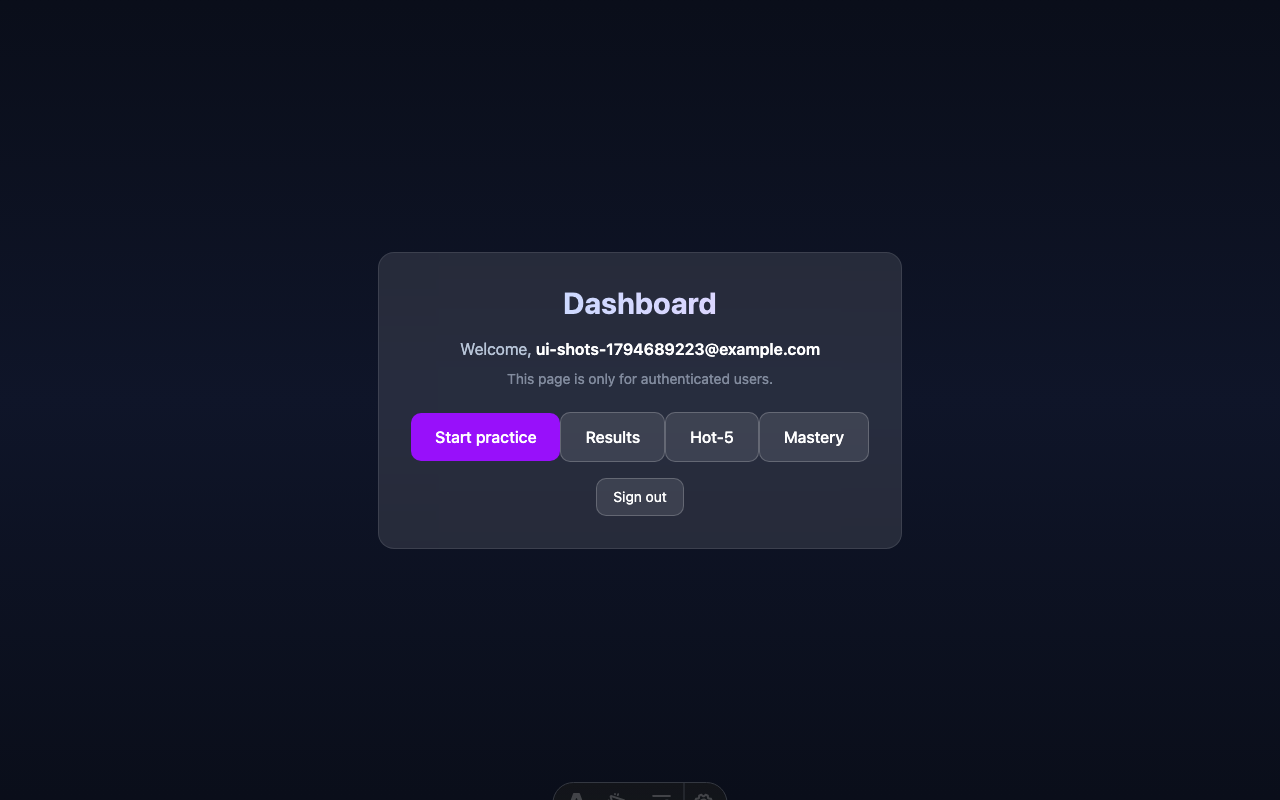 Dashboard
Welcome, ui-shots-1794689223@example.com
This page is only for authenticated users.
Start practice Results Hot-5 Mastery
Sign out